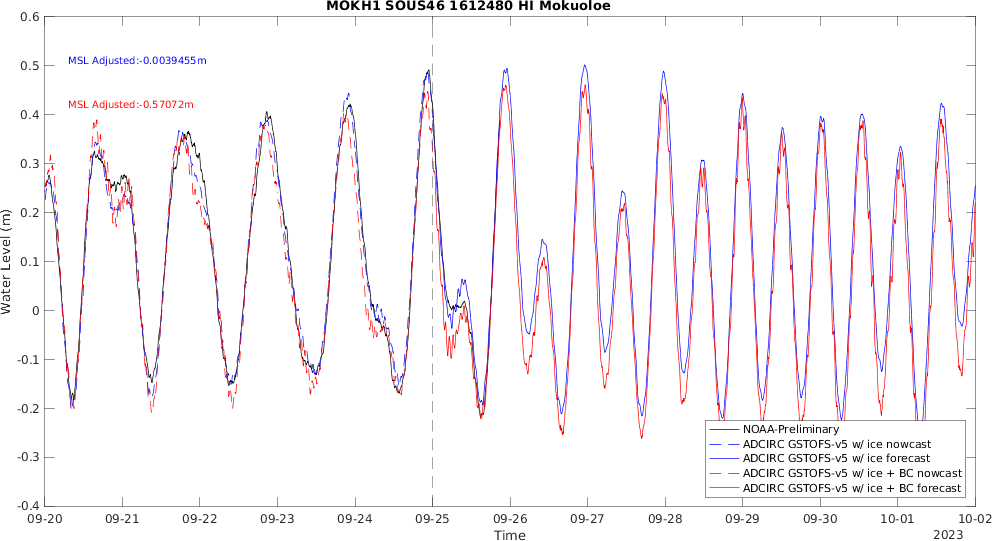 MOKH1 SOUS46 1612480 HI Mokuoloe
0.6
0.5
0.4
0.3
0.2
0.1
0
-0.1
-0.2
-0.3
-0.4
Water Level (m)
MSL Adjusted:-0.0039455m
MSL Adjusted:-0.57072m
NOAA-Preliminary
ADCIRC GSTOFS-v5 w/ ice nowcast
ADCIRC GSTOFS-v5 w/ ice forecast
ADCIRC GSTOFS-v5 w/ ice + BC nowcast
ADCIRC GSTOFS-v5 w/ ice + BC forecast
09-20 09-21 09-22 09-23 09-24 09-25 09-26 09-27 09-28 09-29 09-30 10-01 10-02
Time
2023